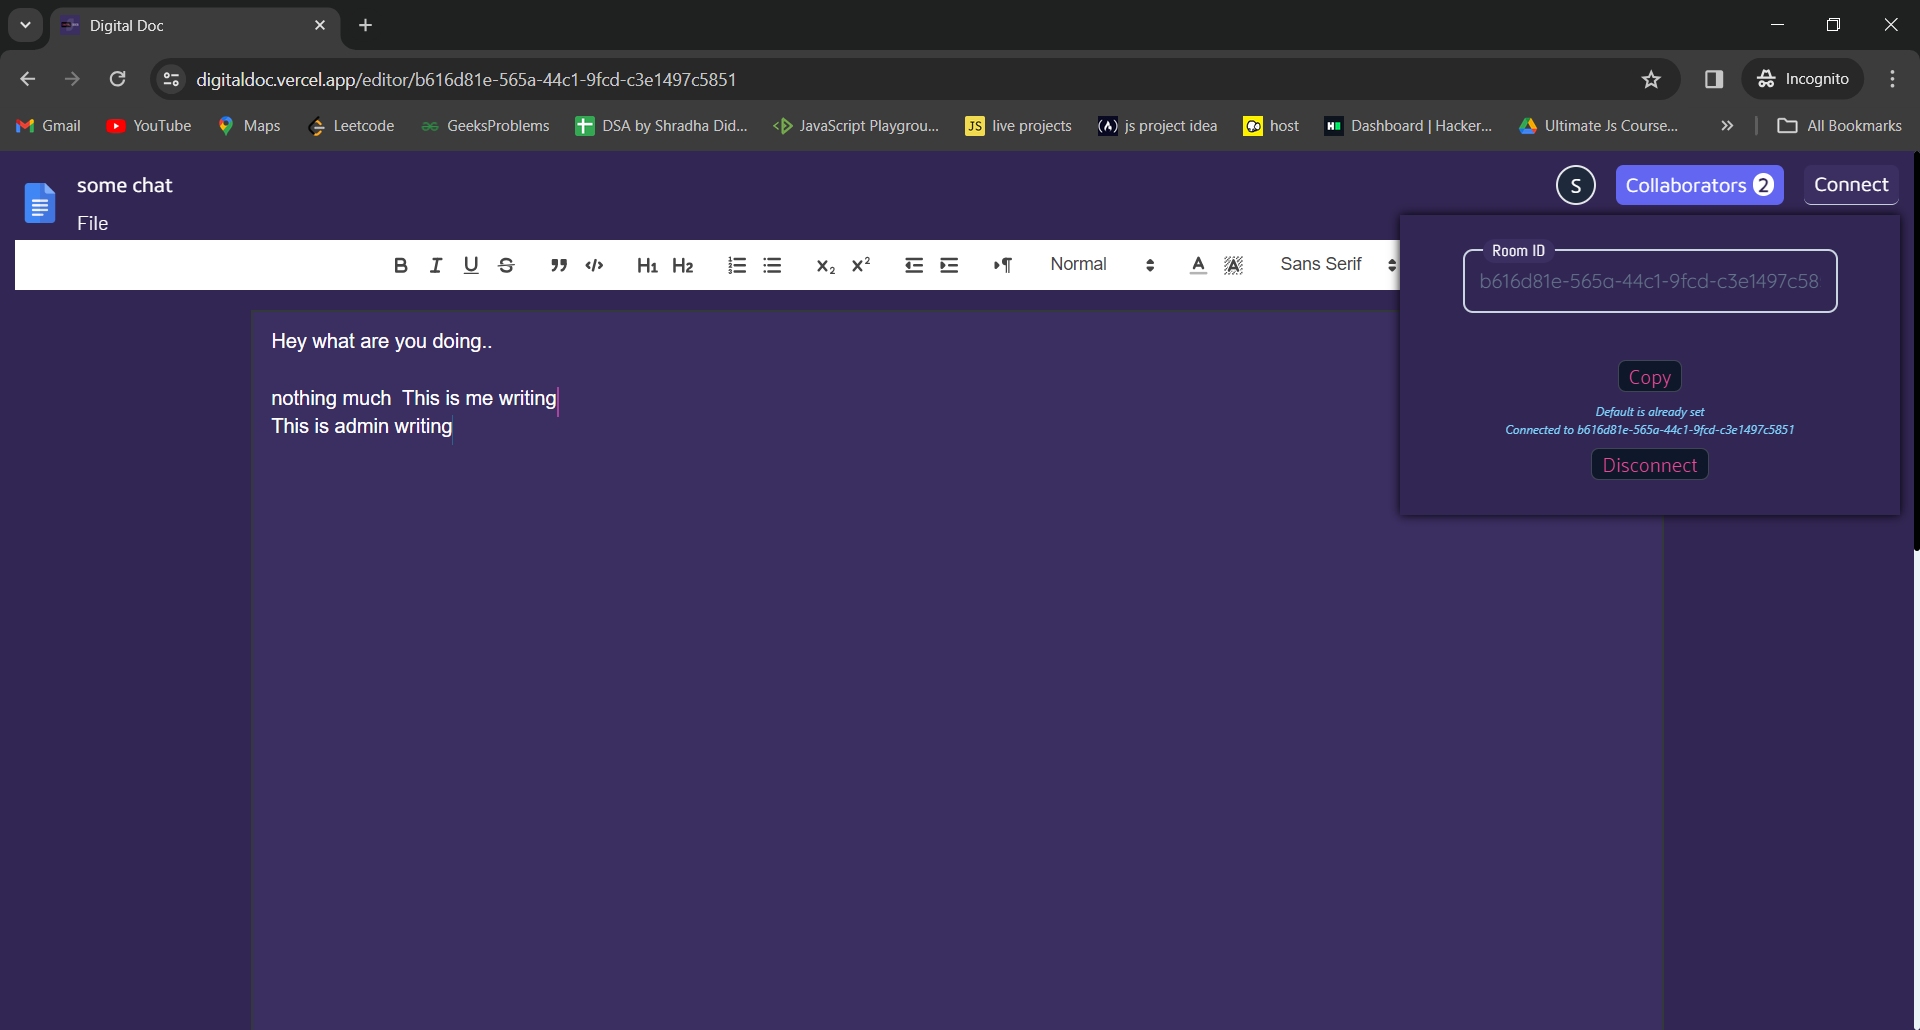 Digital Doc
digitaldoc.vercel.app/editor/b616d81e-565a-44c1-9fcd-c3e1497c5851
Incognito
Gmail YouTube Maps Leetcode GeeksProblems DSA by Shradha Did... JavaScript Playgrou... JS live projects js project idea host Dashboard | Hacker... Ultimate Js Course... All Bookmarks
some chat
S Collaborators 2 Connect
File
B I U S H1 H2 X2 X2 Normal A A Sans Serif
Room ID
b616d81e-565a-44c1-9fcd-c3e1497c58
Hey what are you doing..
nothing much This is me writing
This is admin writing
Copy
Default is already set
Connected to b616d81e-565a-44c1-9fcd-c3e1497c5851
Disconnect